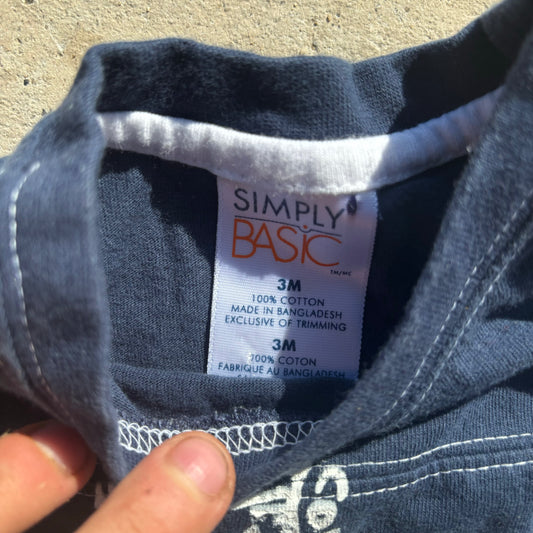 SIMPLY
BASIC
TM/MC
3M
100% COTTON
MADE IN BANGLADESH
EXCLUSIVE OF TRIMMING
3M
100% COTON
FABRIQUE AU BANGLADESH